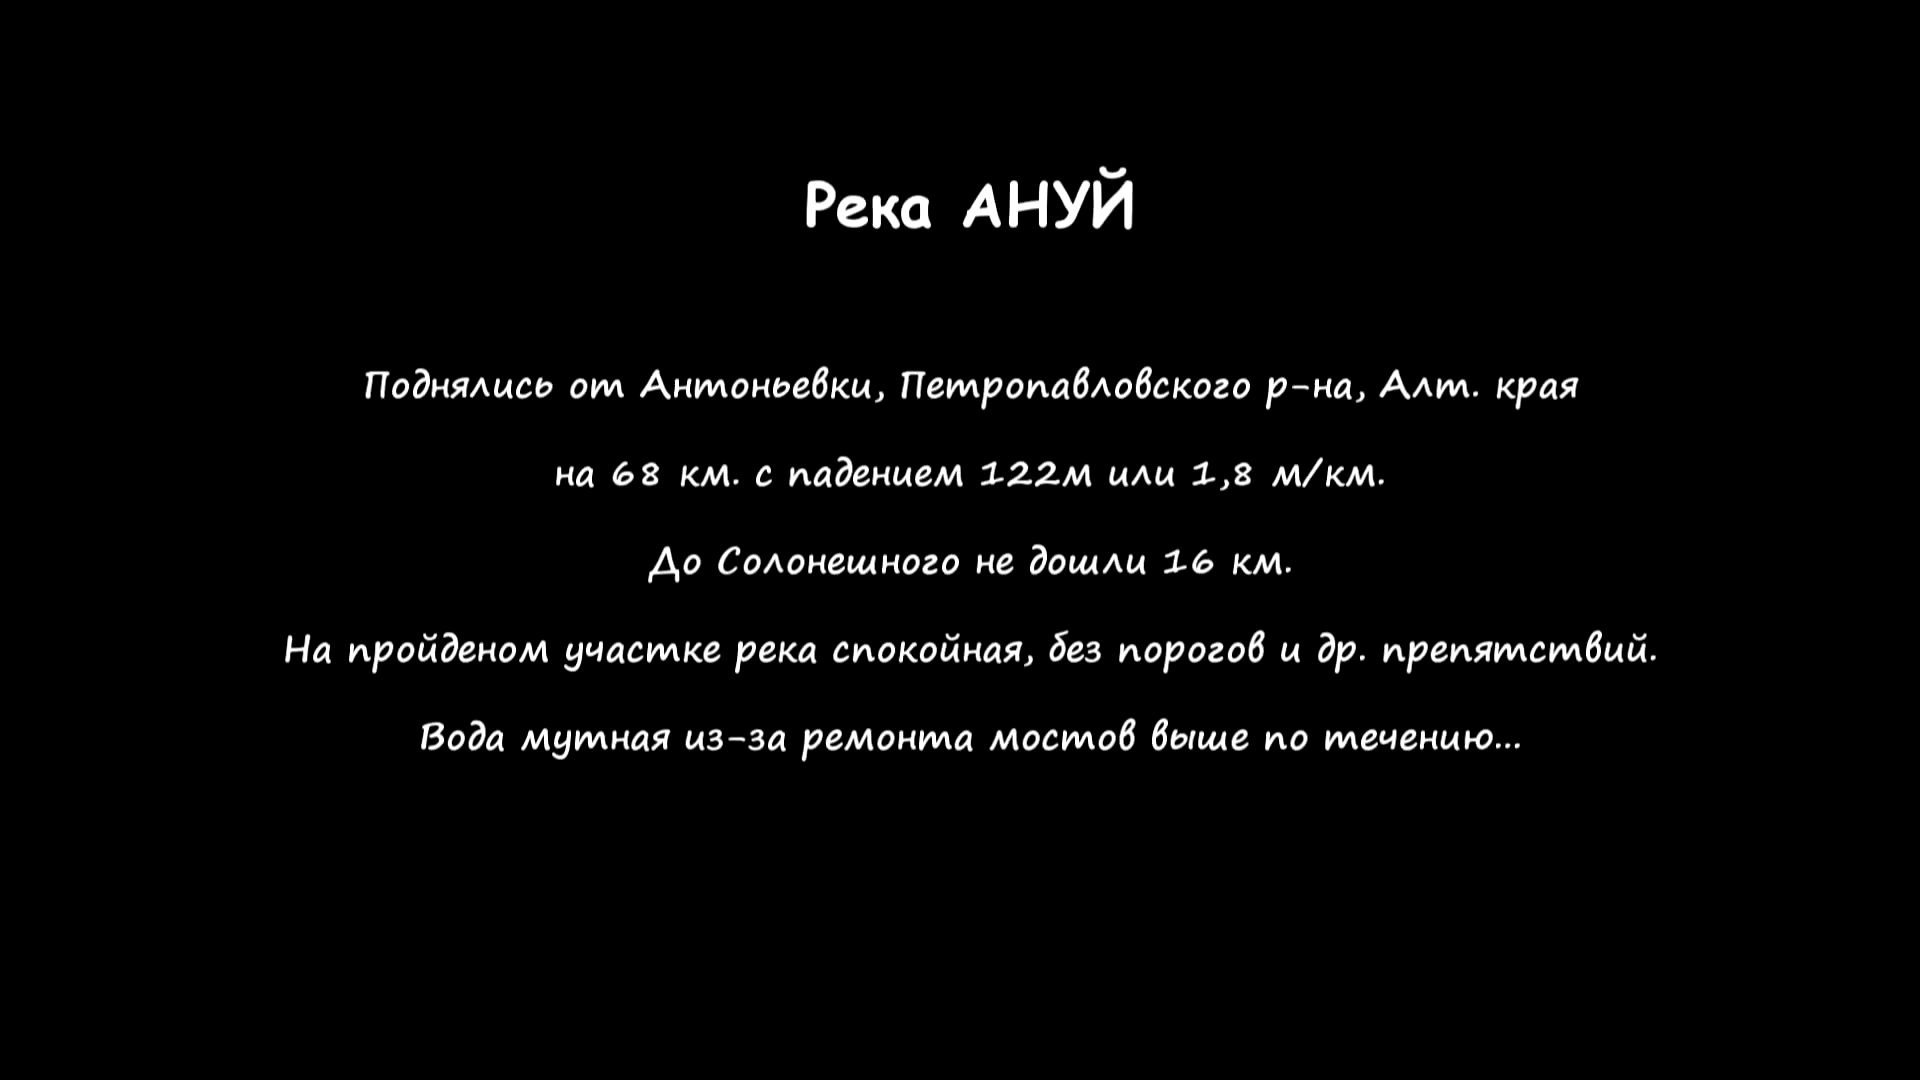 Река АНУЙ
Поднялись от Антоньевки, Петропавловского р-на, Алт. края
на 68 км. с падением 122м или 1,8 м/км.
До Солонешного не дошли 16 км.
На пройденом участке река спокойная, без порогов и др. препятствий.
Вода мутная из-за ремонта мостов выше по течению...